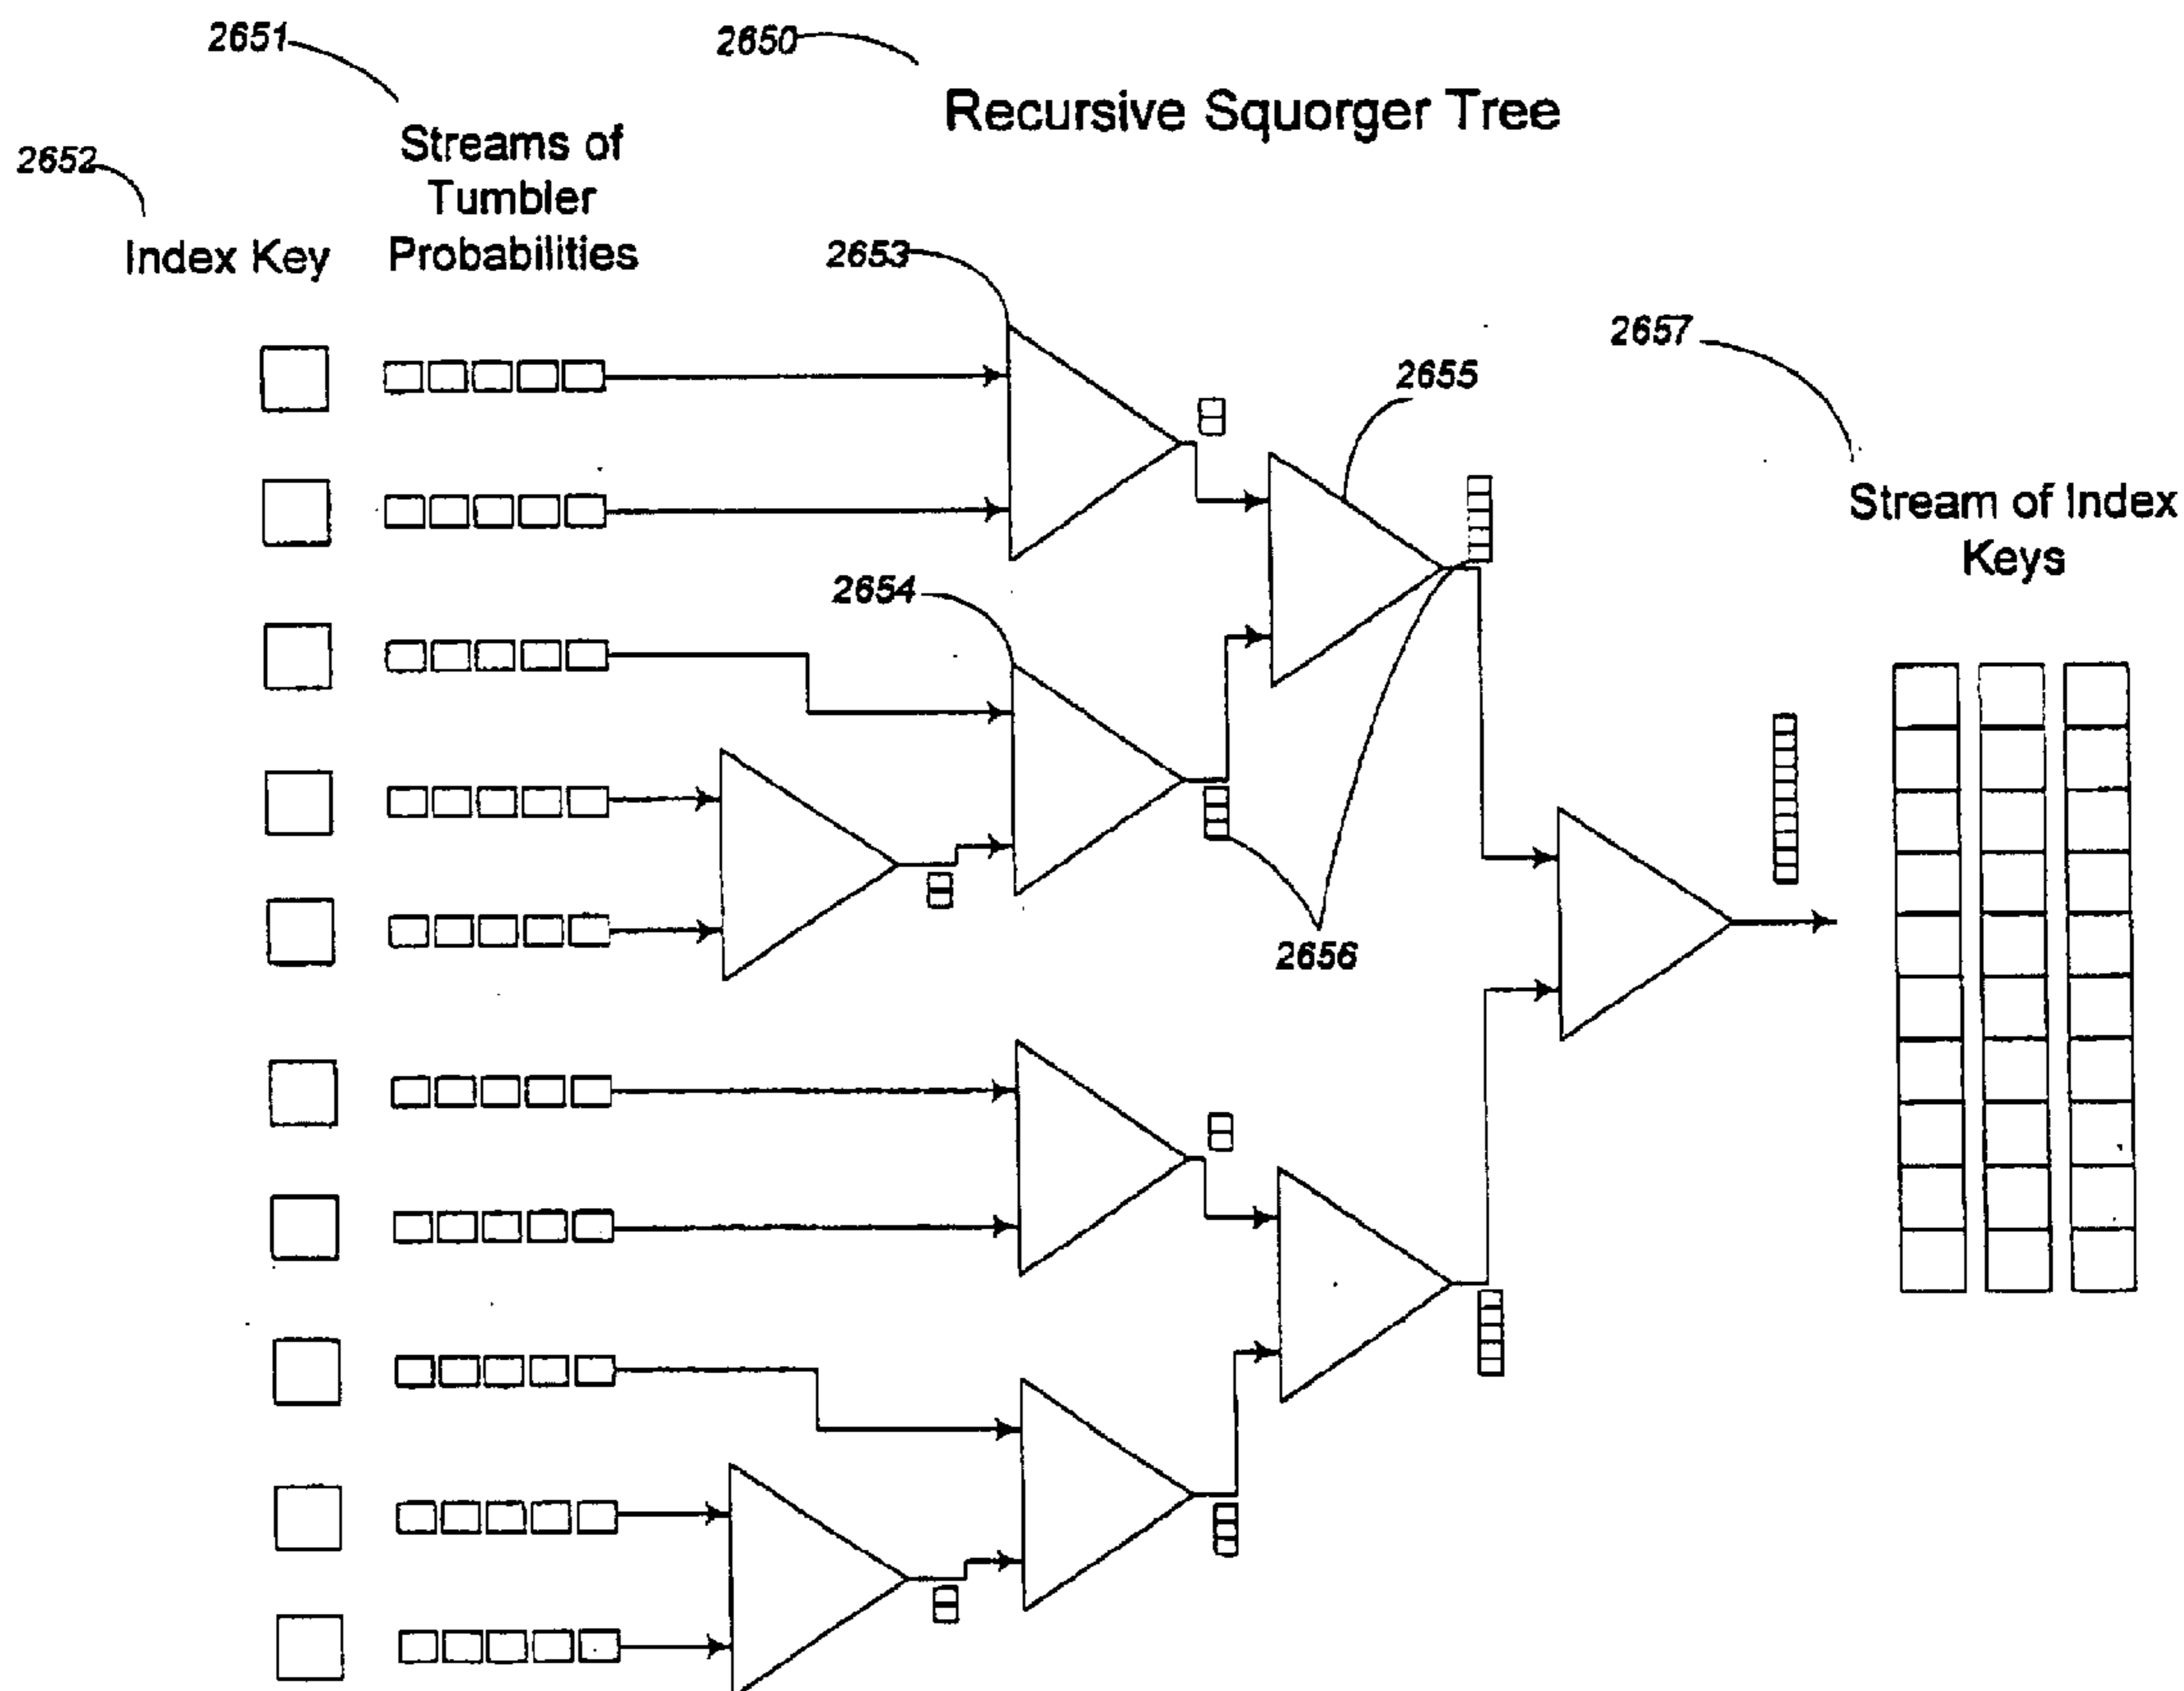 2651
2650
Recursive Squorger Tree
2652
Streams of
Tumbler
Probabilities
Index Key
2653
2657
2655
Stream of Index
Keys
2654
2656